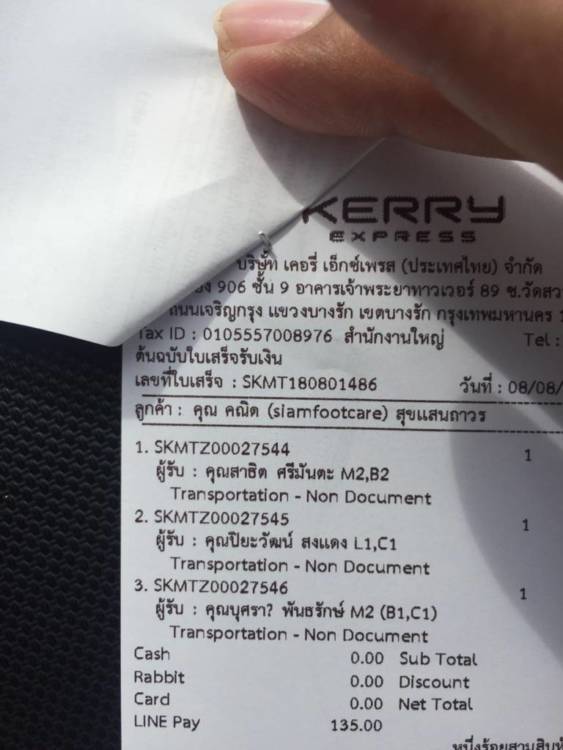 KERRY
EXPRESS
บริษัท เคอรี่ เอ็กซ์เพรส (ประเทศไทย) จำกัด
906 ชั้น 9 อาคารเจ้าพระยาทาวเวอร์ 89 ซ.วัดสว
ถนนเจริญกรุง แขวงบางรัก เขตบางรัก กรุงเทพมหานคร 1
Tax ID : 0105557008976 สำนักงานใหญ่ Tel :
ต้นฉบับใบเสร็จรับเงิน
เลขที่ใบเสร็จ : SKMT180801486 วันที่ : 08/08/
ลูกค้า : คุณ คณิต (siamfootcare) สุขแสนถาวร
1. SKMTZ00027544 1
ผู้รับ : คุณสาธิต ศรีมันตะ M2,B2
Transportation - Non Document
2. SKMTZ00027545 1
ผู้รับ : คุณปิยะวัฒน์ สงแดง L1,C1
Transportation - Non Document
3. SKMTZ00027546 1
ผู้รับ : คุณบุศรา? พันธรักษ์ M2 (B1,C1)
Transportation - Non Document
Cash 0.00 Sub Total
Rabbit 0.00 Discount
Card 0.00 Net Total
LINE Pay 135.00